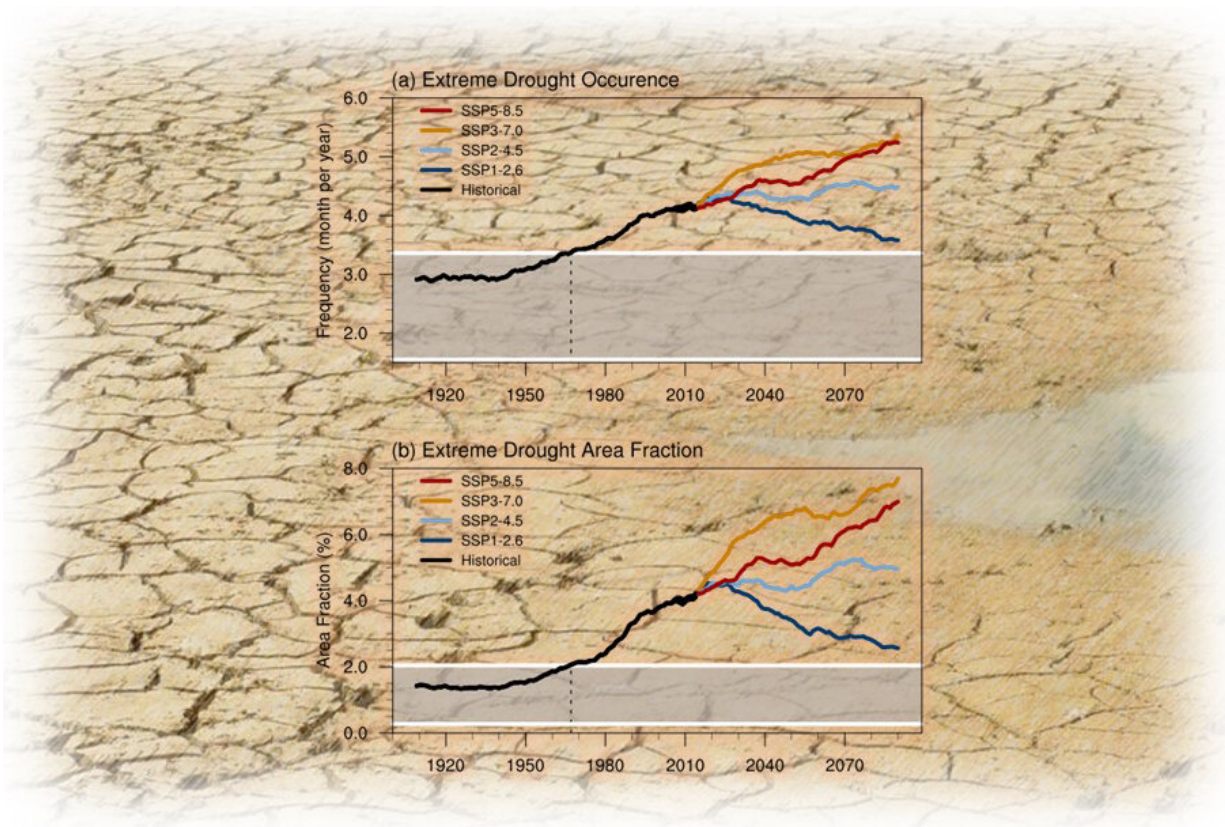 (a) Extreme Drought Occurence
6.0
5.0
4.0
3.0
2.0
Frequency (month per year)
SSP5-8.5
SSP3-7.0
SSP2-4.5
SSP1-2.6
Historical
1920 1950 1980 2010 2040 2070
(b) Extreme Drought Area Fraction
8.0
6.0
4.0
2.0
0.0
Area Fraction (%)
SSP5-8.5
SSP3-7.0
SSP2-4.5
SSP1-2.6
Historical
1920 1950 1980 2010 2040 2070